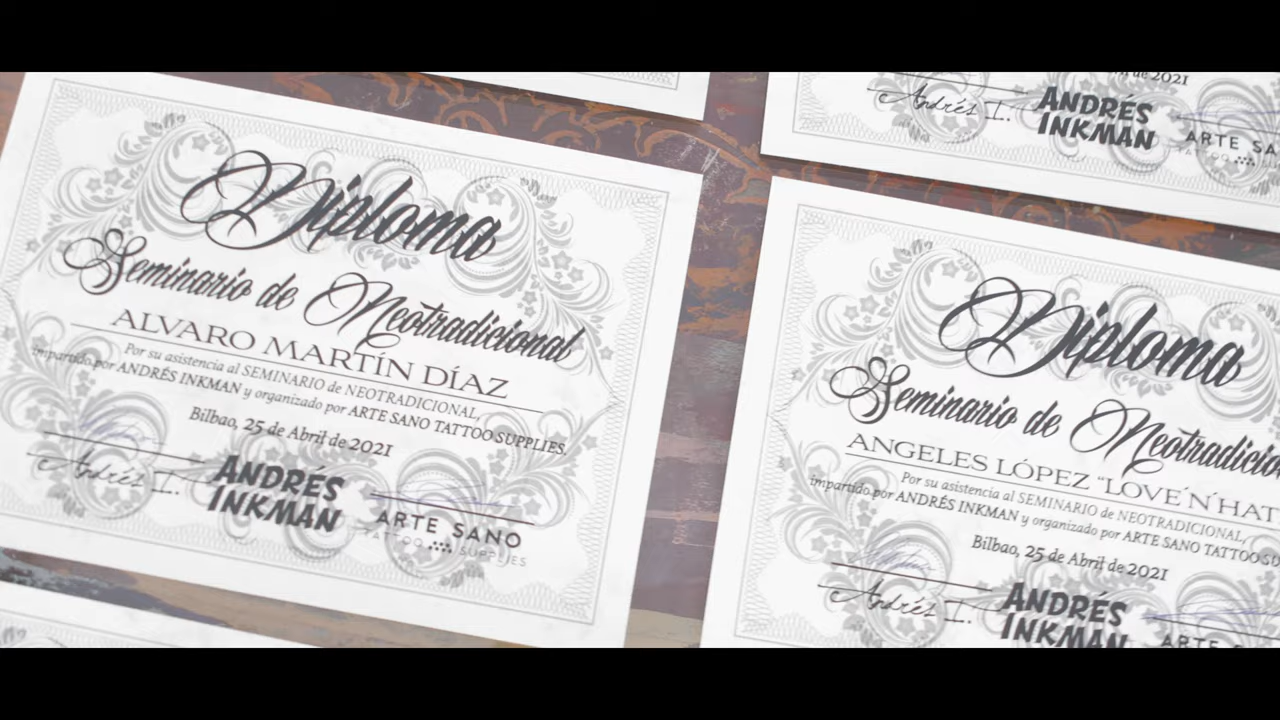 Diploma
Seminario de Neotradicional
ALVARO MARTÍN DÍAZ
Por su asistencia al SEMINARIO de NEOTRADICIONAL,
impartido por ANDRÉS INKMAN y organizado por ARTE SANO TATTOO SUPPLIES.
Bilbao, 25 de Abril de 2021
Andrés I.
ANDRÉS
INKMAN
ARTE SANO
TATTOO SUPPLIES
de 2021
Andrés I.
ANDRÉS
INKMAN
ARTE SA
Diploma
Seminario de Neotradicion
ANGELES LÓPEZ "LOVE´N´HAT
Por su asistencia al SEMINARIO de NEOTRADICIONAL,
impartido por ANDRÉS INKMAN y organizado por ARTE SANO TATTOO SU
Bilbao, 25 de Abril de 2021
Andrés I.
ANDRÉS
INKMAN
ARTE SA